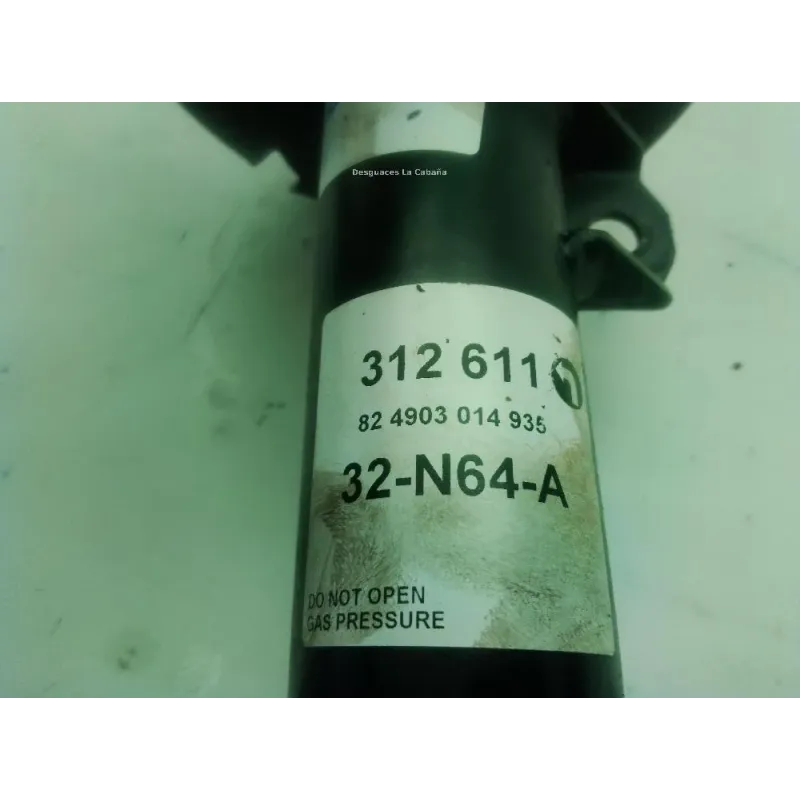 Desguaces La Cabaña
312 611
82 4903 014 935
32-N64-A
DO NOT OPEN
GAS PRESSURE